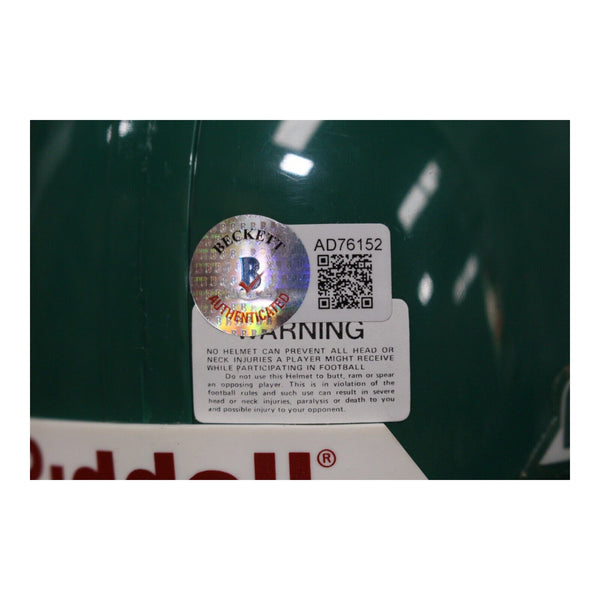 BECKETT
B
AUTHENTICATED
AD76152
WARNING
NO HELMET CAN PREVENT ALL HEAD OR
NECK INJURIES A PLAYER MIGHT RECEIVE
WHILE PARTICIPATING IN FOOTBALL
Do not use this Helmet to butt, ram or spear
an opposing player. This is in violation of the
football rules and such use can result in severe
head or neck injuries, paralysis or death to you
and possible injury to your opponent.
Riddell®